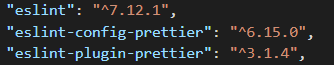 "eslint": "^7.12.1",
"eslint-config-prettier": "^6.15.0",
"eslint-plugin-prettier": "^3.1.4",